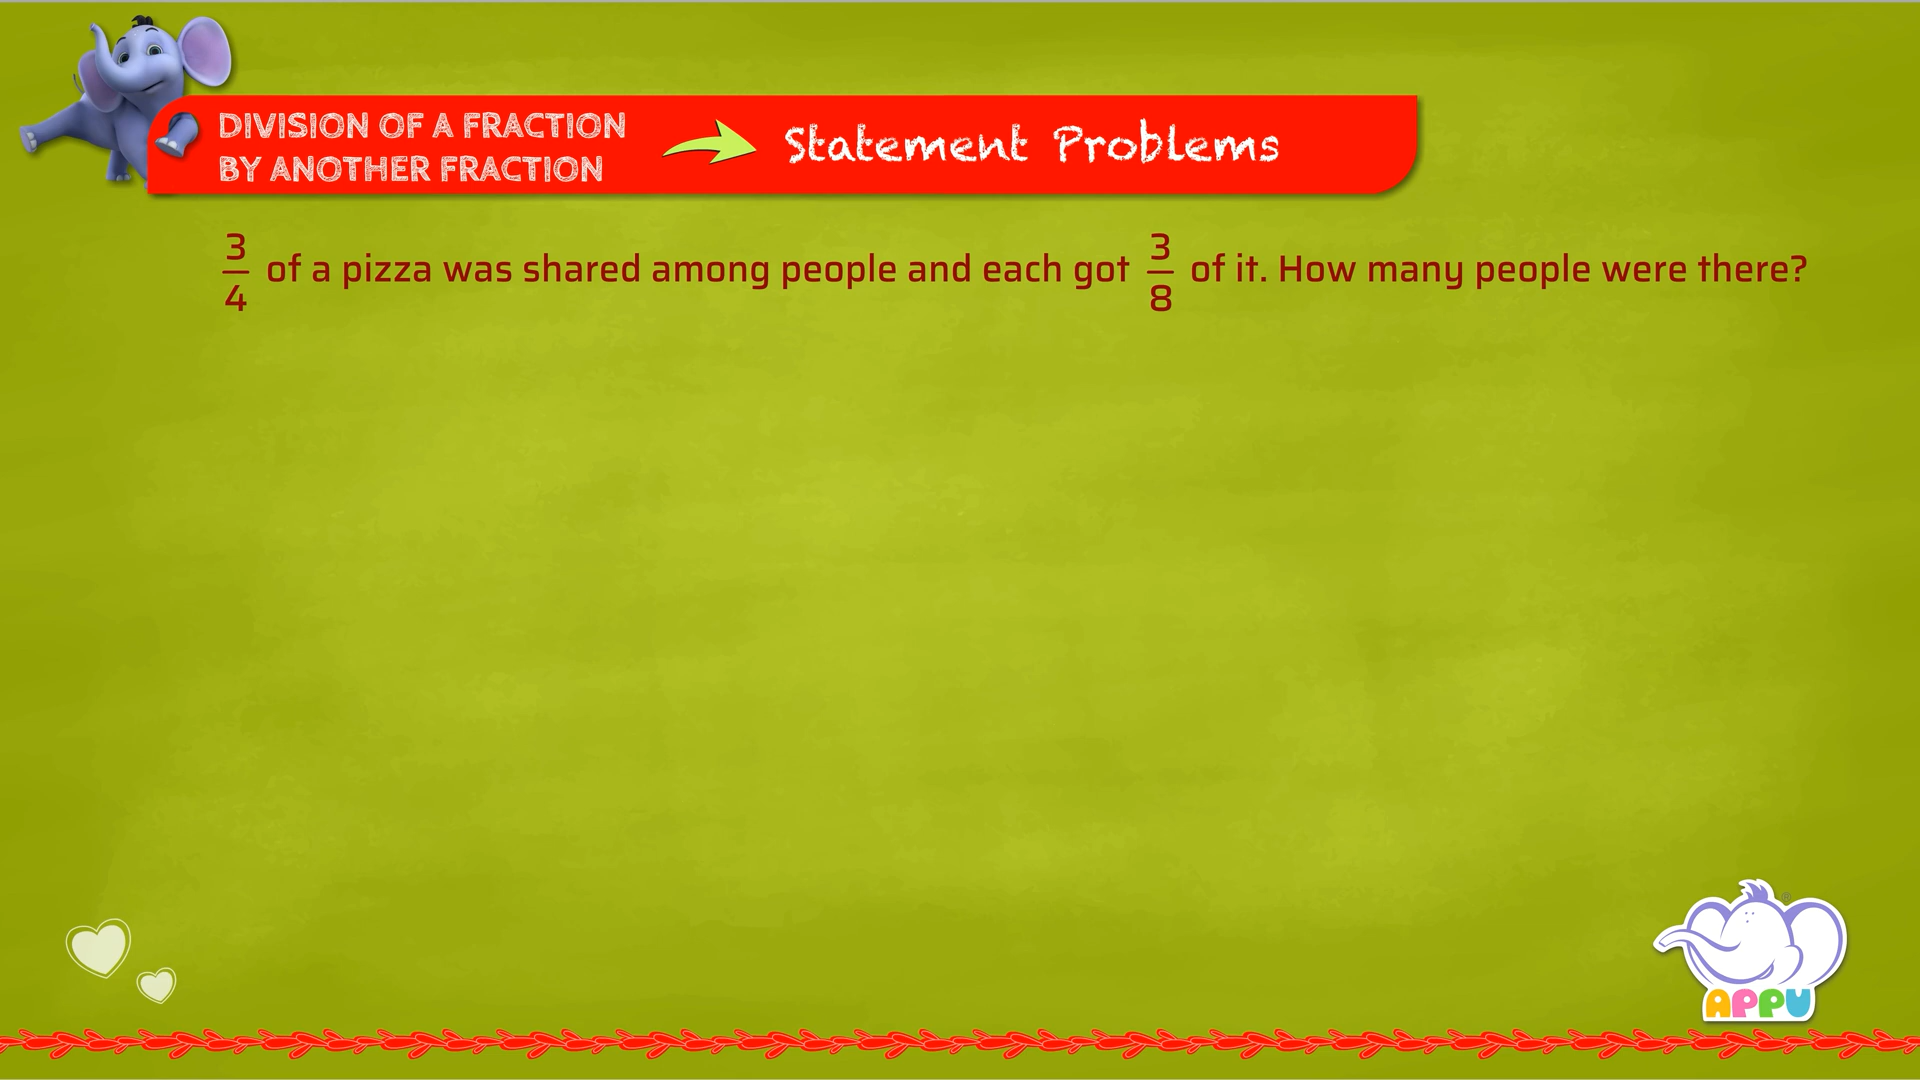 DIVISION OF A FRACTION
BY ANOTHER FRACTION
Statement Problems
3/4 of a pizza was shared among people and each got 3/8 of it. How many people were there?
®
APPU